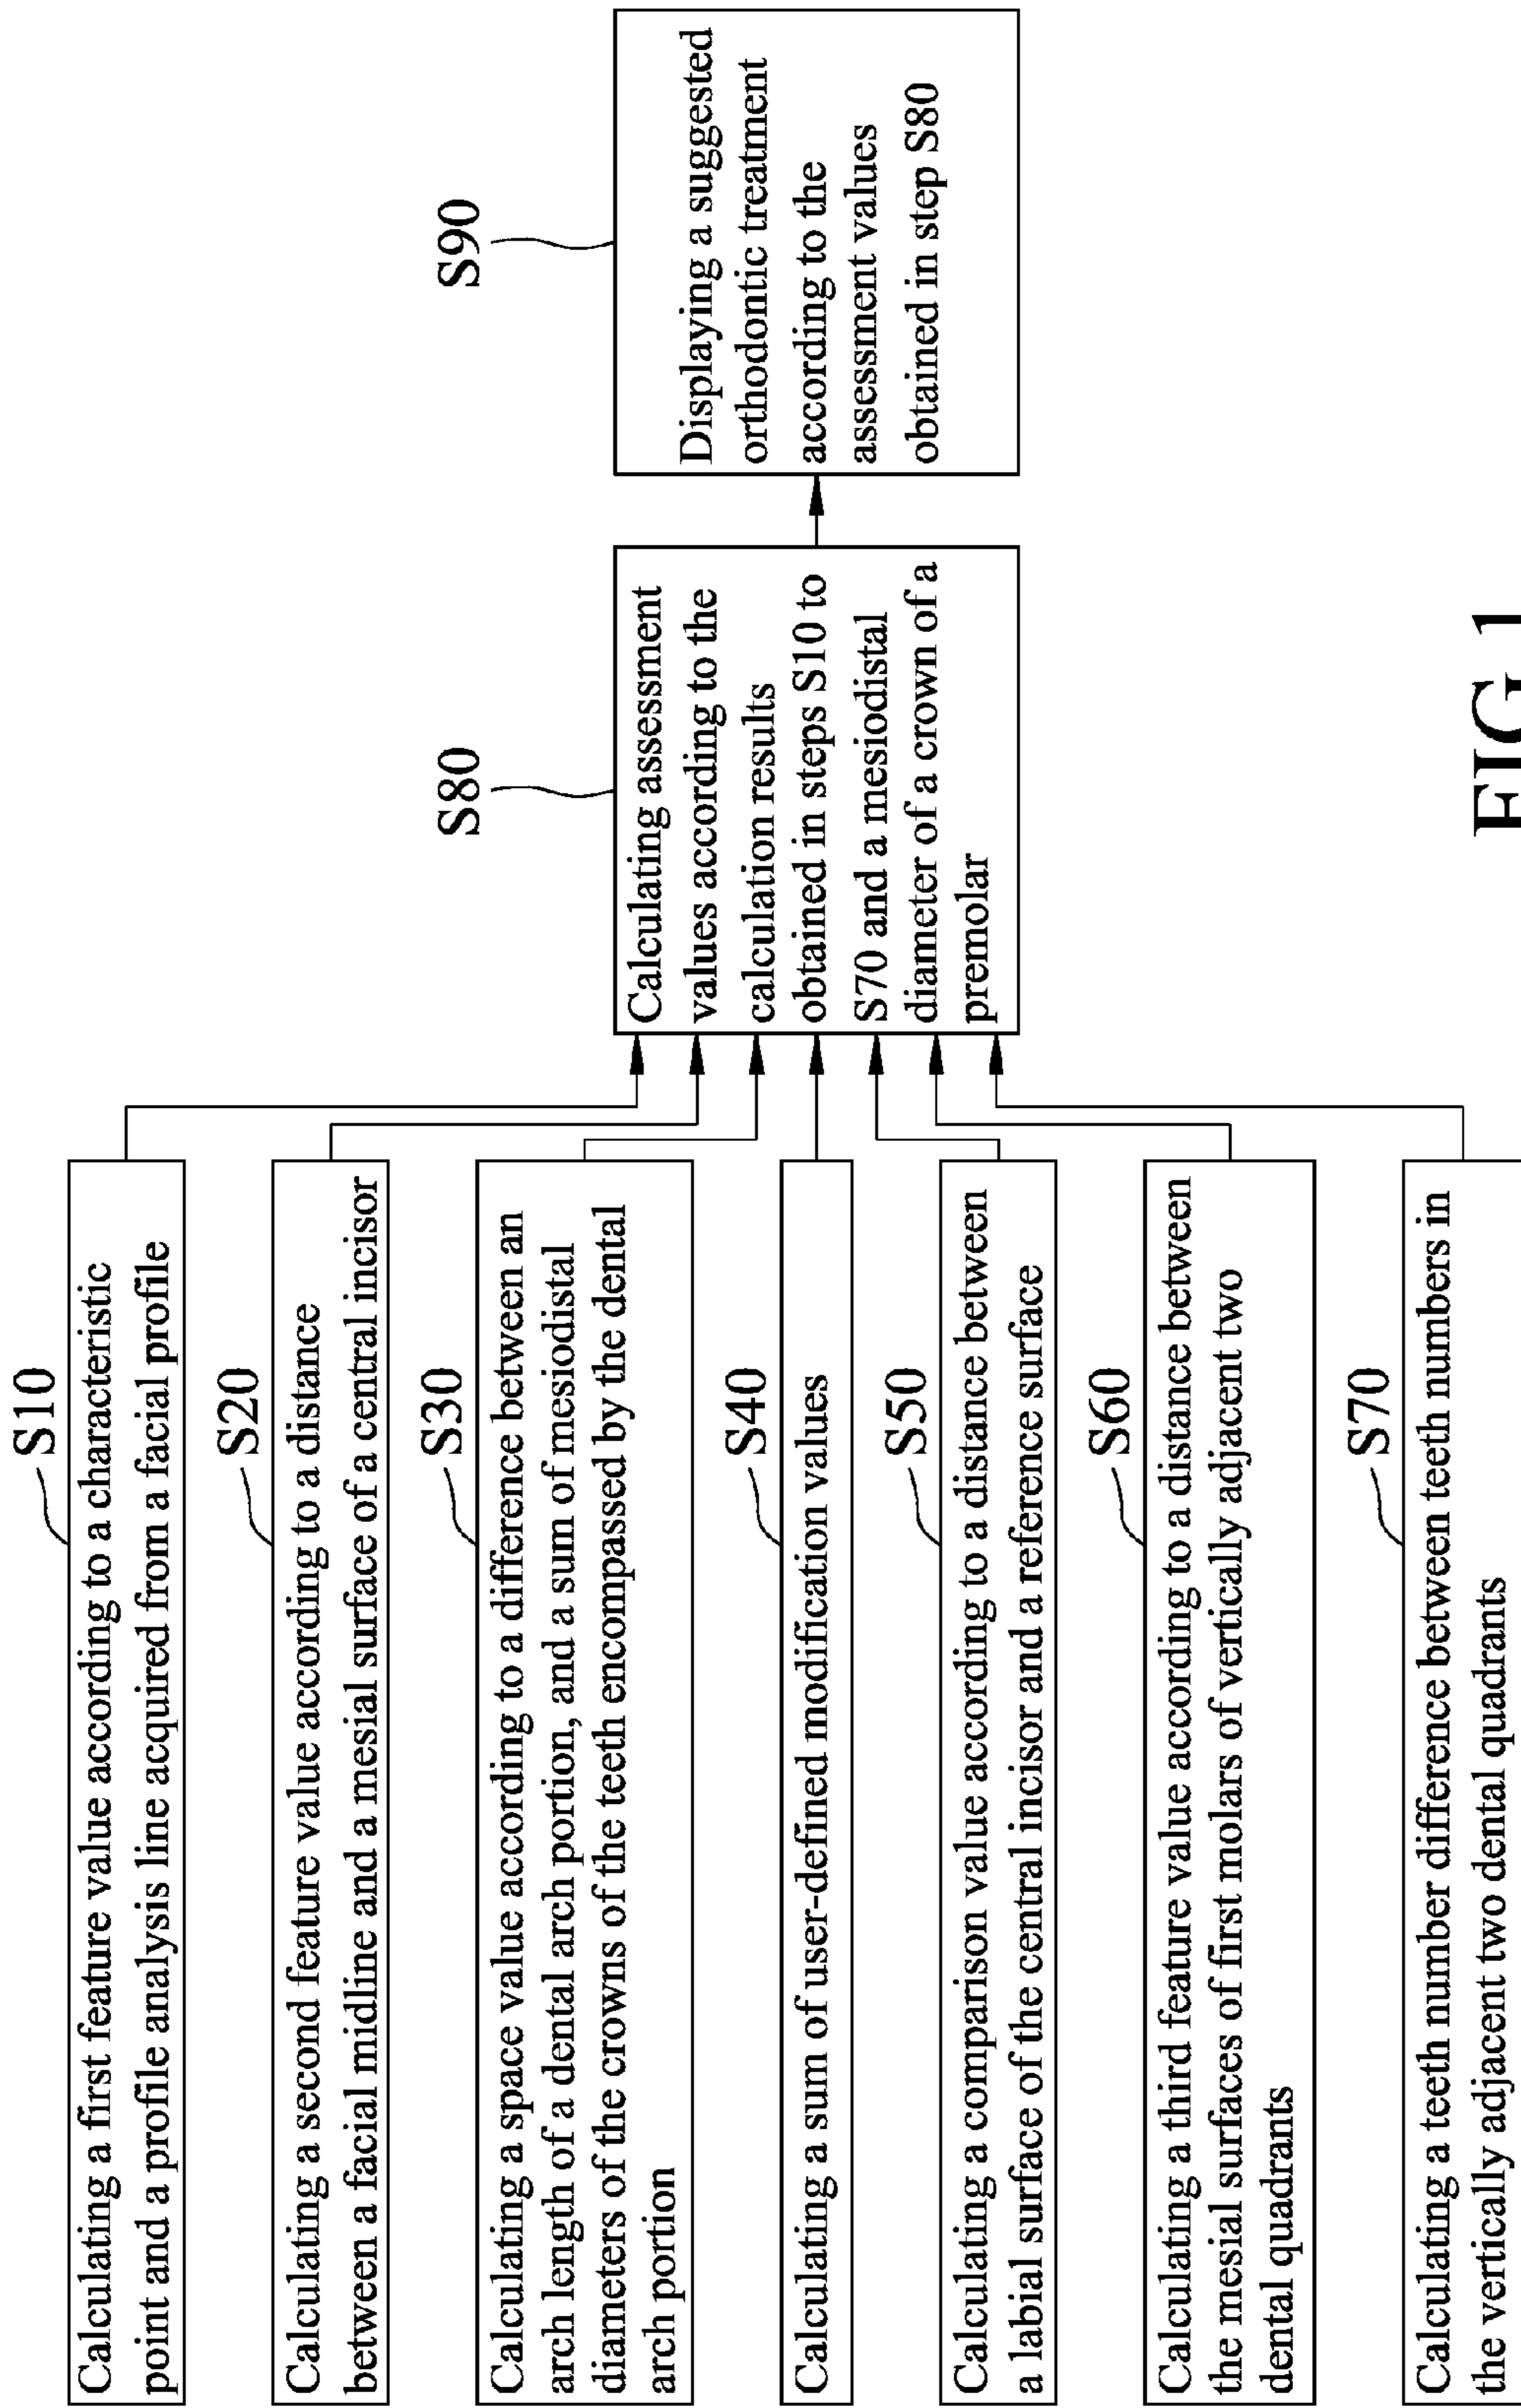 S10
Calculating a first feature value according to a characteristic
point and a profile analysis line acquired from a facial profile
S20
Calculating a second feature value according to a distance
between a facial midline and a mesial surface of a central incisor
S30
Calculating a space value according to a difference between an
arch length of a dental arch portion, and a sum of mesiodistal
diameters of the crowns of the teeth encompassed by the dental
arch portion
S40
Calculating a sum of user-defined modification values
S50
Calculating a comparison value according to a distance between
a labial surface of the central incisor and a reference surface
S60
Calculating a third feature value according to a distance between
the mesial surfaces of first molars of vertically adjacent two
dental quadrants
S70
Calculating a teeth number difference between teeth numbers in
the vertically adjacent two dental quadrants
S80
Calculating assessment
values according to the
calculation results
obtained in steps S10 to
S70 and a mesiodistal
diameter of a crown of a
premolar
S90
Displaying a suggested
orthodontic treatment
according to the
assessment values
obtained in step S80
FIG.1